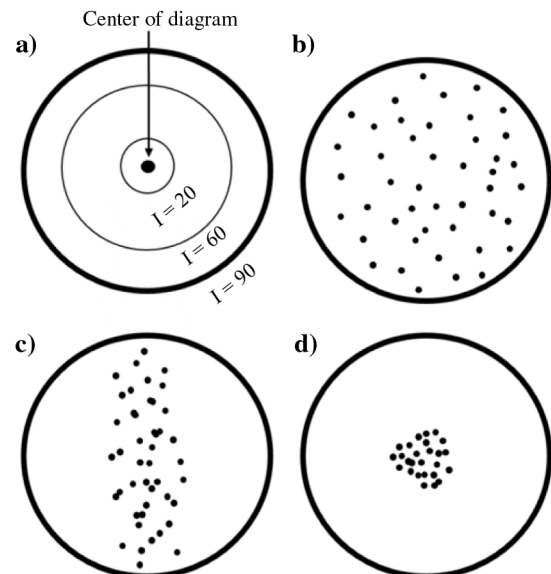 Center of diagram
a)
b)
I = 20
I = 60
I = 90
c)
d)